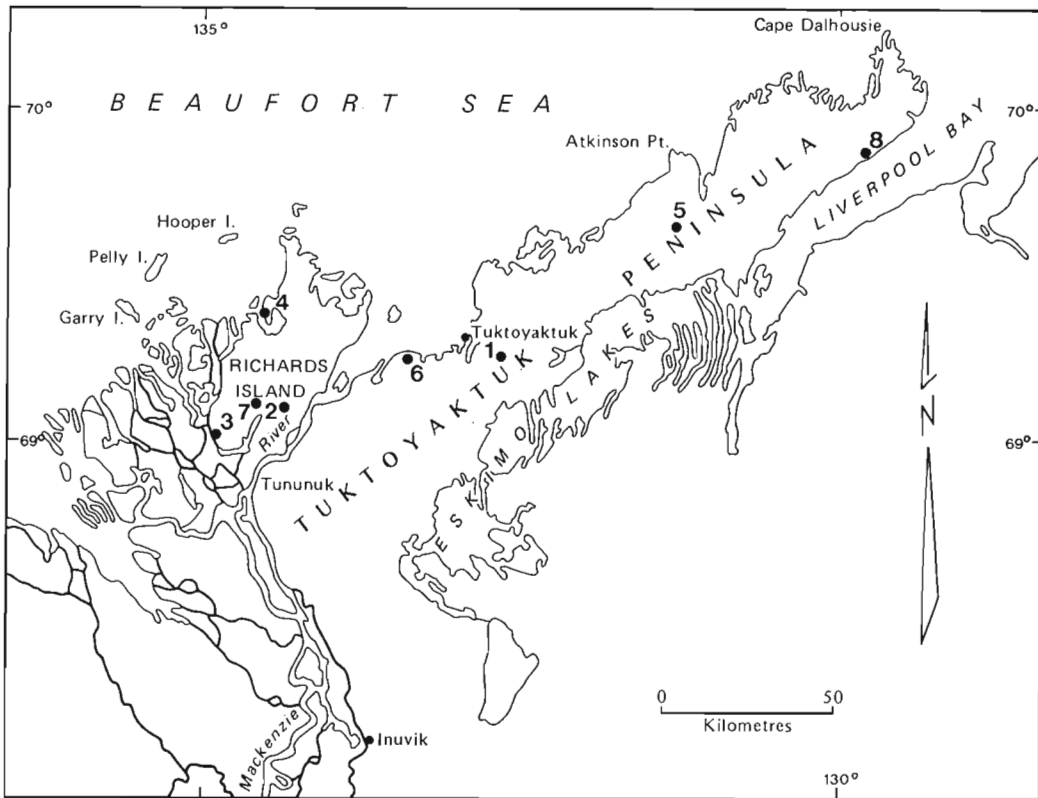 135°
Cape Dalhousie
70°
BEAUFORT SEA
70°
Atkinson Pt.
8
LIVERPOOL BAY
5
Hooper I.
Pelly I.
Garry I.
4
PENINSULA
Tuktoyaktuk
1
6
RICHARDS
ISLAND
7
2
3
River
69°
69°
TUKTOYAKTUK
ESKIMO LAKES
N
Tununuk
0
50
Kilometres
Mackenzie
Inuvik
130°